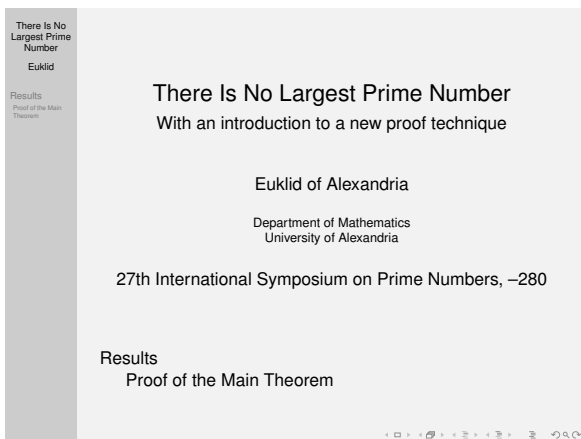 There Is No
Largest Prime
Number
Euklid
Results
Proof of the Main
Theorem
There Is No Largest Prime Number
With an introduction to a new proof technique
Euklid of Alexandria
Department of Mathematics
University of Alexandria
27th International Symposium on Prime Numbers, –280
Results
Proof of the Main Theorem